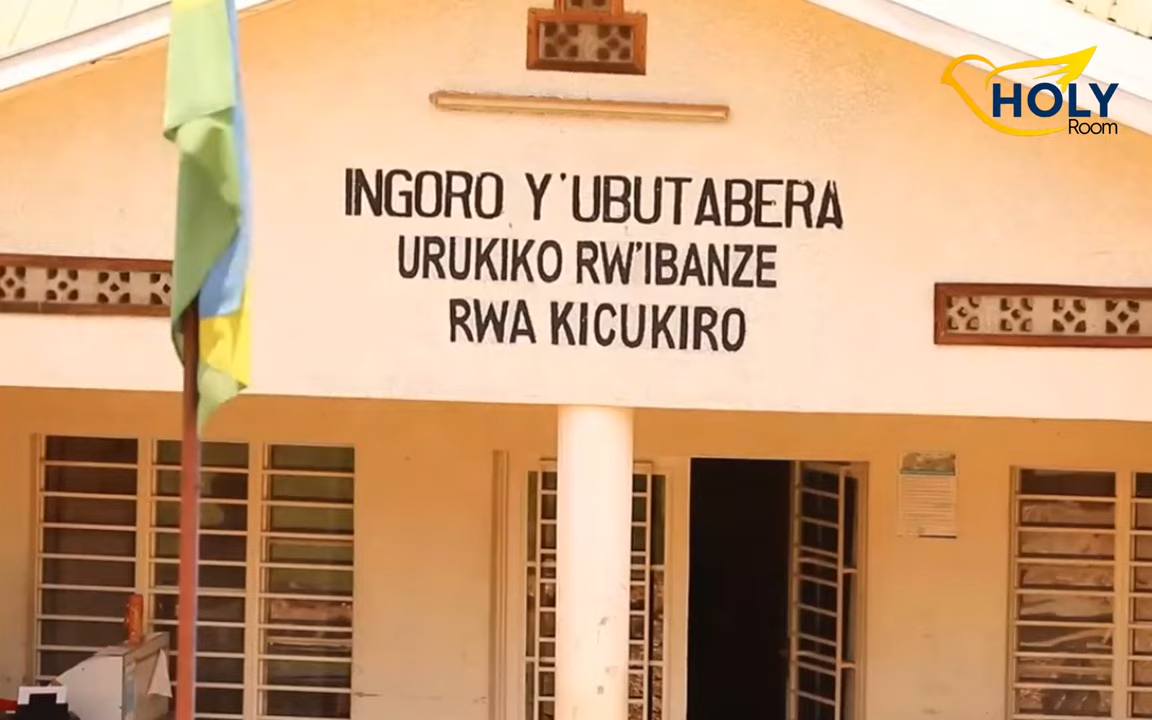 HOLY
Room
INGORO Y'UBUTABERA
URUKIKO RW'IBANZE
RWA KICUKIRO